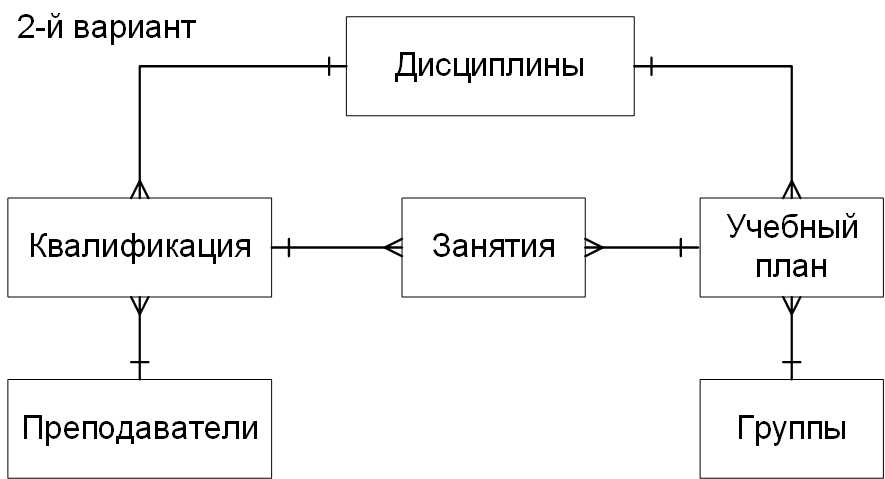 2-й вариант
Дисциплины
Квалификация
Занятия
Учебный
план
Преподаватели
Группы